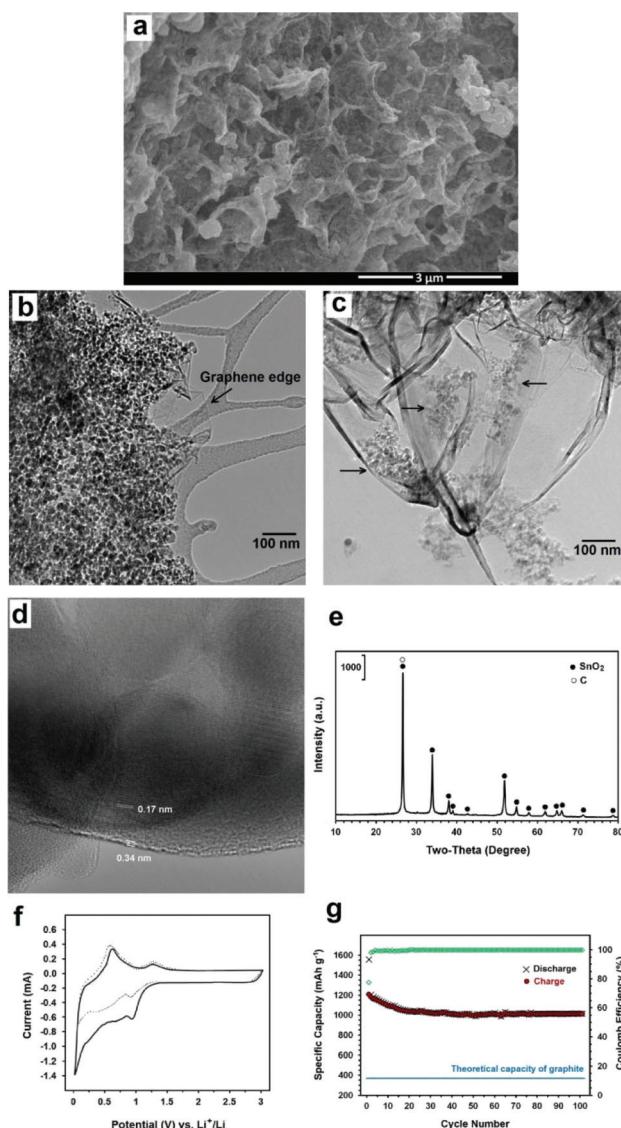 a
3 µm
b
Graphene edge
100 nm
c
100 nm
d
0.17 nm
0.34 nm
e
1000
SnO₂
C
Intensity (a.u.)
10 20 30 40 50 60 70 80
Two-Theta (Degree)
f
0.6
0.4
0.2
0.0
-0.2
-0.4
-0.6
-0.8
-1.0
-1.2
-1.4
Current (mA)
0 0.5 1 1.5 2 2.5 3
Potential (V) vs. Li⁺/Li
g
Specific Capacity (mAh g⁻¹)
1600
1400
1200
1000
800
600
400
200
Discharge
Charge
Theoretical capacity of graphite
100
80
60
40
20
0
Coulomb Efficiency (%)
0 10 20 30 40 50 60 70 80 90 100
Cycle Number